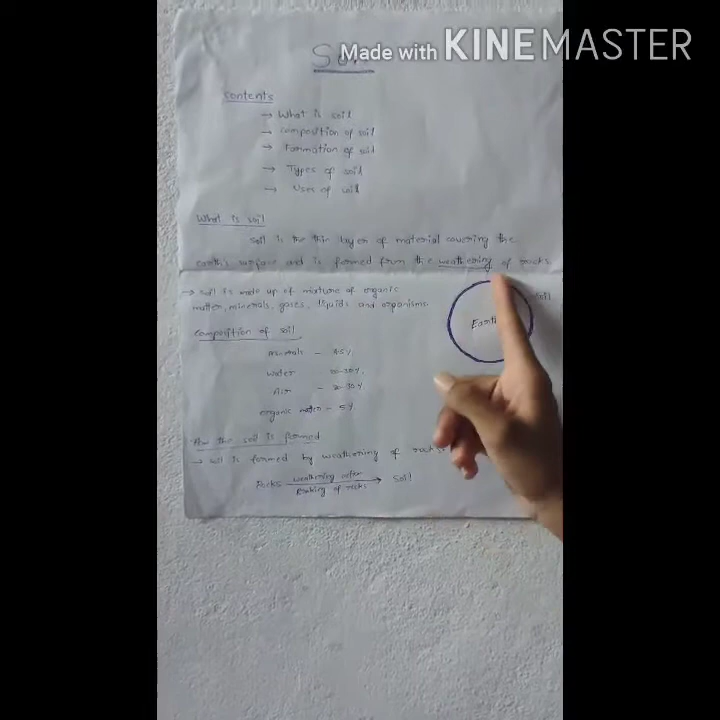 Made with KINEMASTER
Contents
→ What is soil
→ Composition of soil
→ Formation of soil
→ Types of soil
→ Uses of soil
What is soil
Soil is the thin layer of material covering the
earth's surface and is formed from the weathering of rocks
→ Soil is made up of mixture of organic
matter, minerals, gases, liquids and organisms.
Soil
Earth
Composition of soil
minerals - 45%
Water 20-30%
Air - 20-30%
organic matter - 5%
the soil is formed
→ soil is formed by weathering of rocks
Rocks weathering
Breaking of rocks
Soil